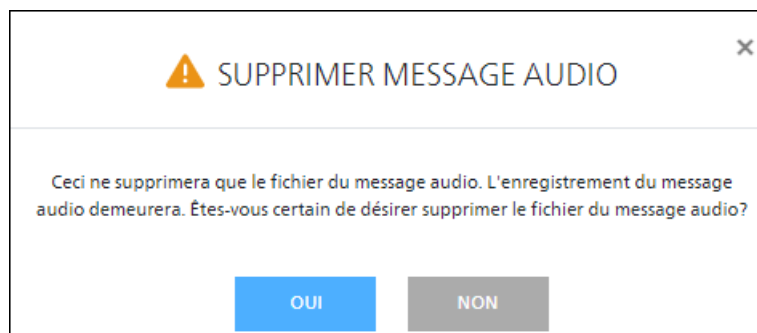 SUPPRIMER MESSAGE AUDIO
Ceci ne supprimera que le fichier du message audio. L'enregistrement du message
audio demeurera. Êtes-vous certain de désirer supprimer le fichier du message audio?
OUI NON